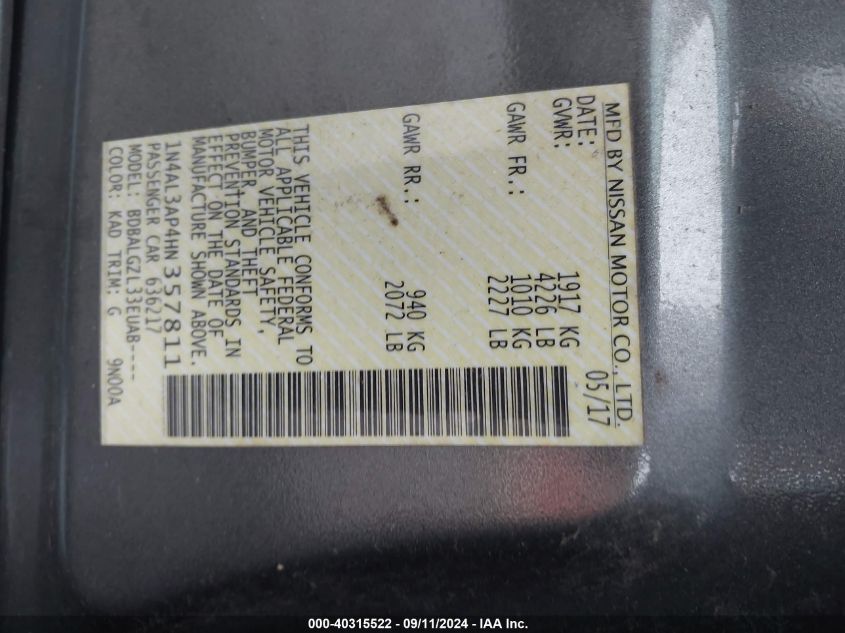 MFD BY NISSAN MOTOR CO., LTD.
DATE: 05/17
GVWR: 1917 KG
4226 LB
GAWR FR.: 1010 KG
2227 LB
GAWR RR.: 940 KG
2072 LB
THIS VEHICLE CONFORMS TO
ALL APPLICABLE FEDERAL
MOTOR VEHICLE SAFETY,
BUMPER, AND THEFT
PREVENTION STANDARDS IN
EFFECT ON THE DATE OF
MANUFACTURE SHOWN ABOVE.
1N4AL3AP4HN357811
PASSENGER CAR 636217
MODEL: BDBALGZL33EUAB----
COLOR: KAD TRIM: G 9N00A
000-40315522 - 09/11/2024 - IAA Inc.